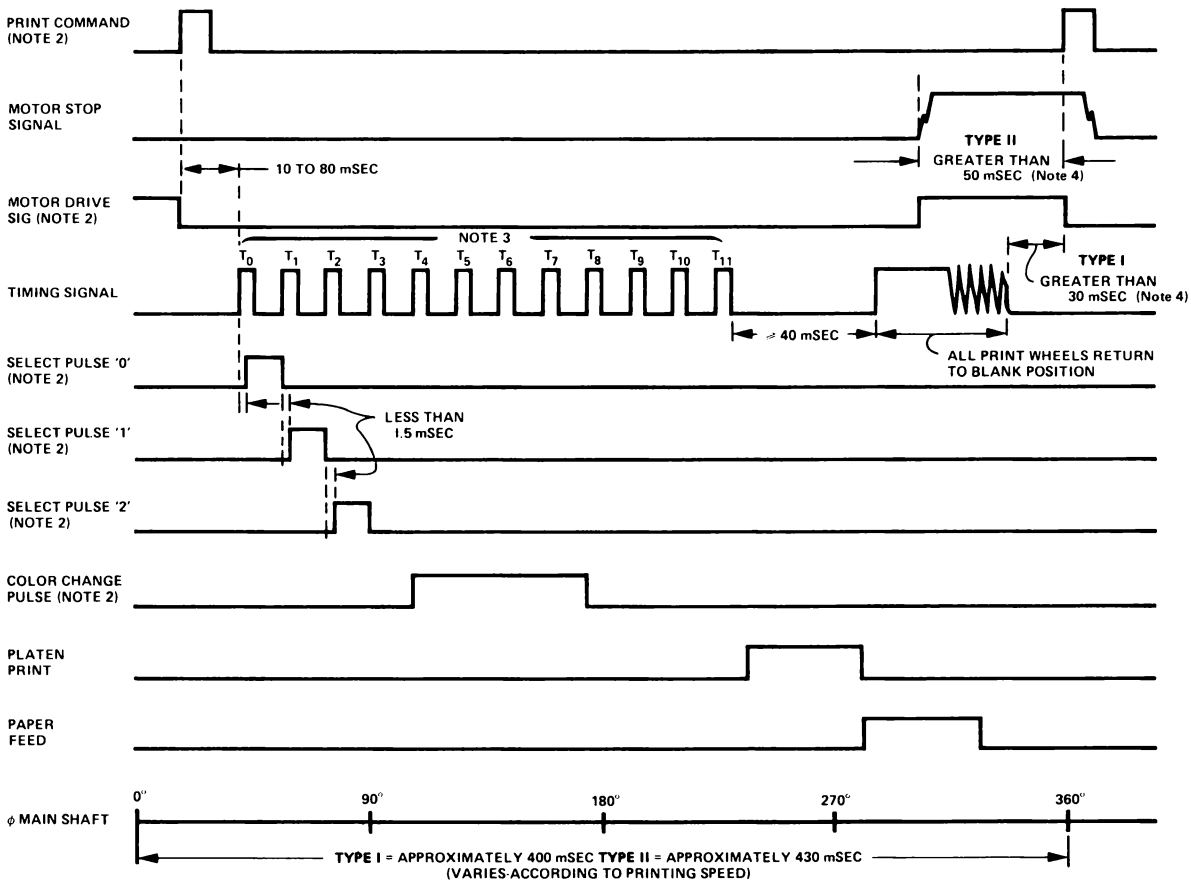 PRINT COMMAND
(NOTE 2)
MOTOR STOP
SIGNAL
TYPE II
GREATER THAN
50 mSEC (Note 4)
10 TO 80 mSEC
MOTOR DRIVE
SIG (NOTE 2)
NOTE 3
T0 T1 T2 T3 T4 T5 T6 T7 T8 T9 T10 T11
TYPE I
GREATER THAN
30 mSEC (Note 4)
TIMING SIGNAL
⩾ 40 mSEC
ALL PRINT WHEELS RETURN
TO BLANK POSITION
SELECT PULSE '0'
(NOTE 2)
LESS THAN
1.5 mSEC
SELECT PULSE '1'
(NOTE 2)
SELECT PULSE '2'
(NOTE 2)
COLOR CHANGE
PULSE (NOTE 2)
PLATEN
PRINT
PAPER
FEED
0° 90° 180° 270° 360°
φ MAIN SHAFT
TYPE I = APPROXIMATELY 400 mSEC TYPE II = APPROXIMATELY 430 mSEC
(VARIES-ACCORDING TO PRINTING SPEED)